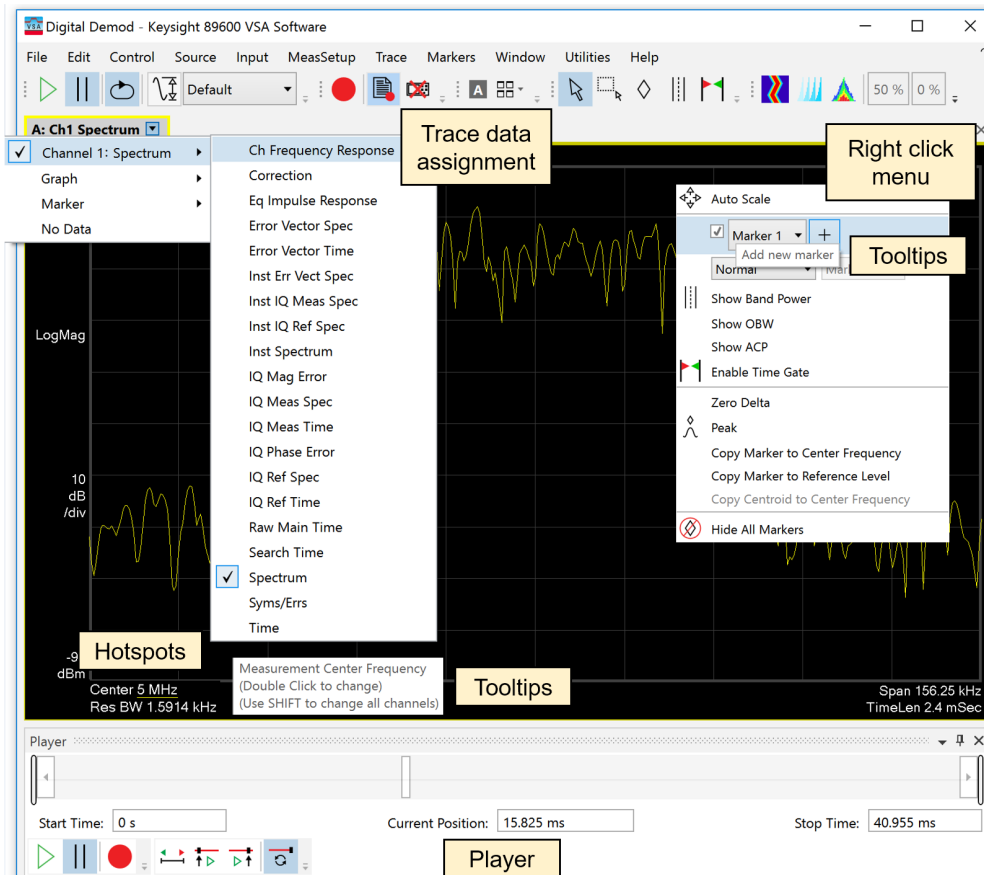 VSA Digital Demod - Keysight 89600 VSA Software
File Edit Control Source Input MeasSetup Trace Markers Window Utilities Help
Default
A
50 %
0 %
A: Ch1 Spectrum
Trace data
assignment
Right click
menu
Channel 1: Spectrum
Graph
Marker
No Data
Ch Frequency Response
Correction
Eq Impulse Response
Error Vector Spec
Error Vector Time
Inst Err Vect Spec
Inst IQ Meas Spec
Inst IQ Ref Spec
Inst Spectrum
IQ Mag Error
IQ Meas Spec
IQ Meas Time
IQ Phase Error
IQ Ref Spec
IQ Ref Time
Raw Main Time
Search Time
Spectrum
Syms/Errs
Time
Auto Scale
Marker 1
+
Add new marker
Tooltips
Normal
Show Band Power
Show OBW
Show ACP
Enable Time Gate
Zero Delta
Peak
Copy Marker to Center Frequency
Copy Marker to Reference Level
Copy Centroid to Center Frequency
Hide All Markers
LogMag
10
dB
/div
Hotspots
-9
dBm
Center 5 MHz
Res BW 1.5914 kHz
Measurement Center Frequency
(Double Click to change)
(Use SHIFT to change all channels)
Tooltips
Span 156.25 kHz
TimeLen 2.4 mSec
Player
Start Time: 0 s
Current Position: 15.825 ms
Stop Time: 40.955 ms
Player